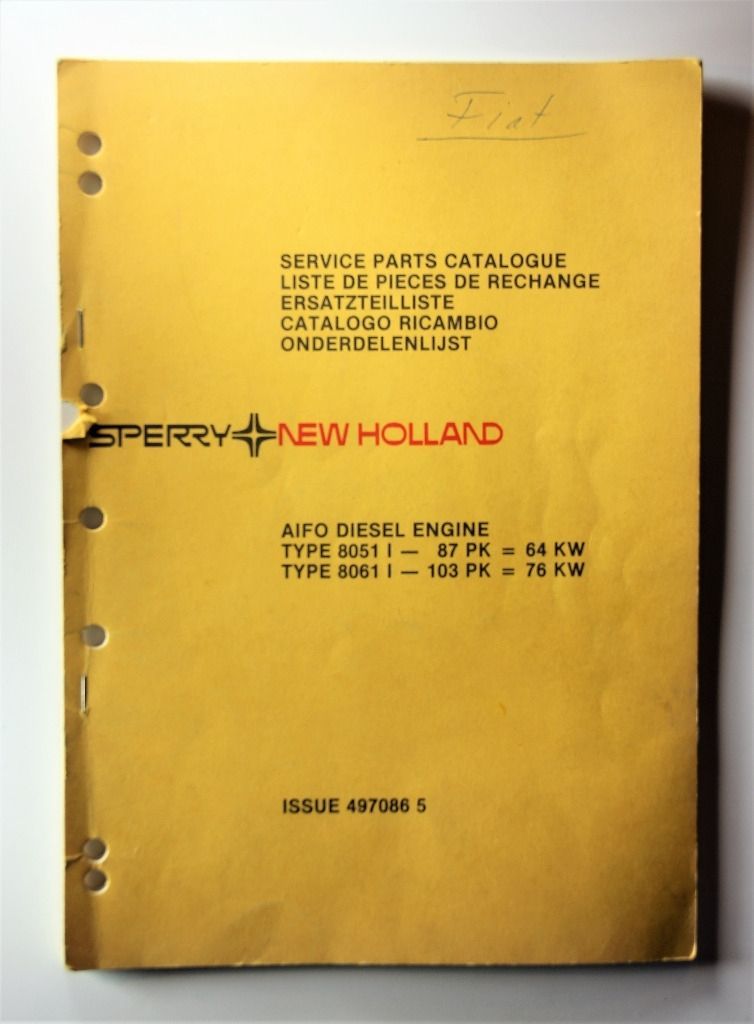 Fiat
SERVICE PARTS CATALOGUE
LISTE DE PIECES DE RECHANGE
ERSATZTEILLISTE
CATALOGO RICAMBIO
ONDERDELENLIJST
SPERRY NEW HOLLAND
AIFO DIESEL ENGINE
TYPE 8051 I — 87 PK = 64 KW
TYPE 8061 I — 103 PK = 76 KW
ISSUE 497086 5